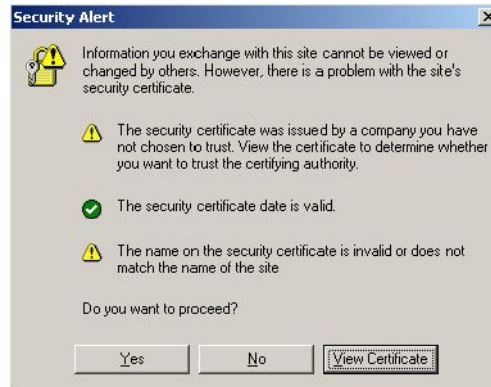 Security Alert
Information you exchange with this site cannot be viewed or
changed by others. However, there is a problem with the site's
security certificate.
The security certificate was issued by a company you have
not chosen to trust. View the certificate to determine whether
you want to trust the certifying authority.
The security certificate date is valid.
The name on the security certificate is invalid or does not
match the name of the site
Do you want to proceed?
Yes No View Certificate